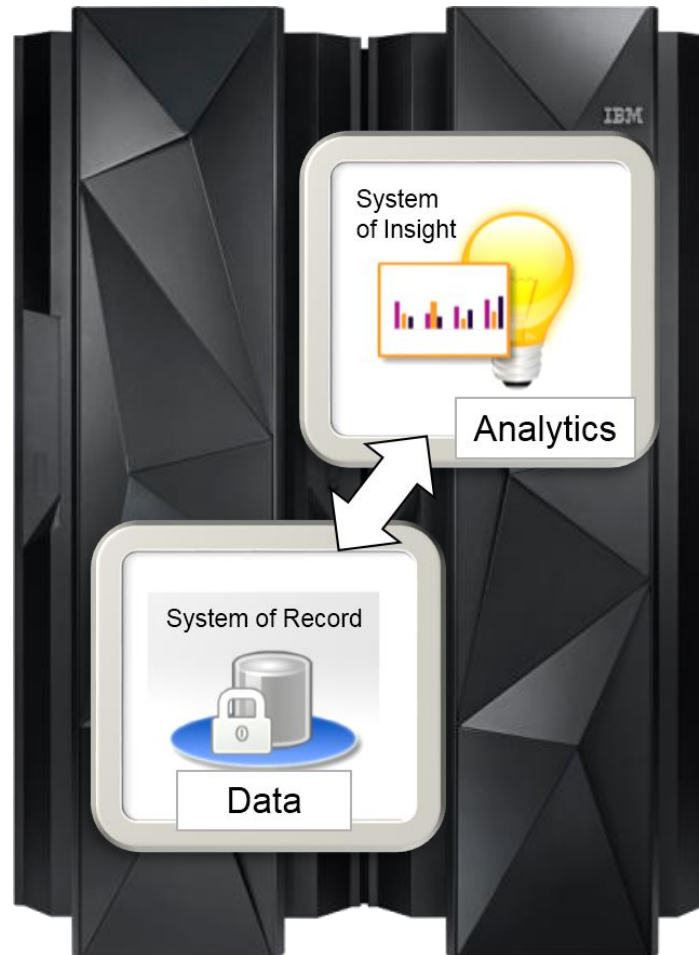 IBM
System
of Insight
Analytics
System of Record
Data